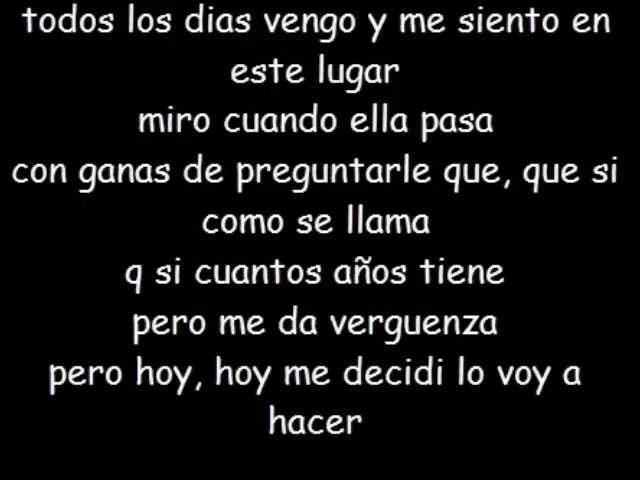 todos los dias vengo y me siento en
este lugar
miro cuando ella pasa
con ganas de preguntarle que, que si
como se llama
q si cuantos años tiene
pero me da verguenza
pero hoy, hoy me decidi lo voy a
hacer